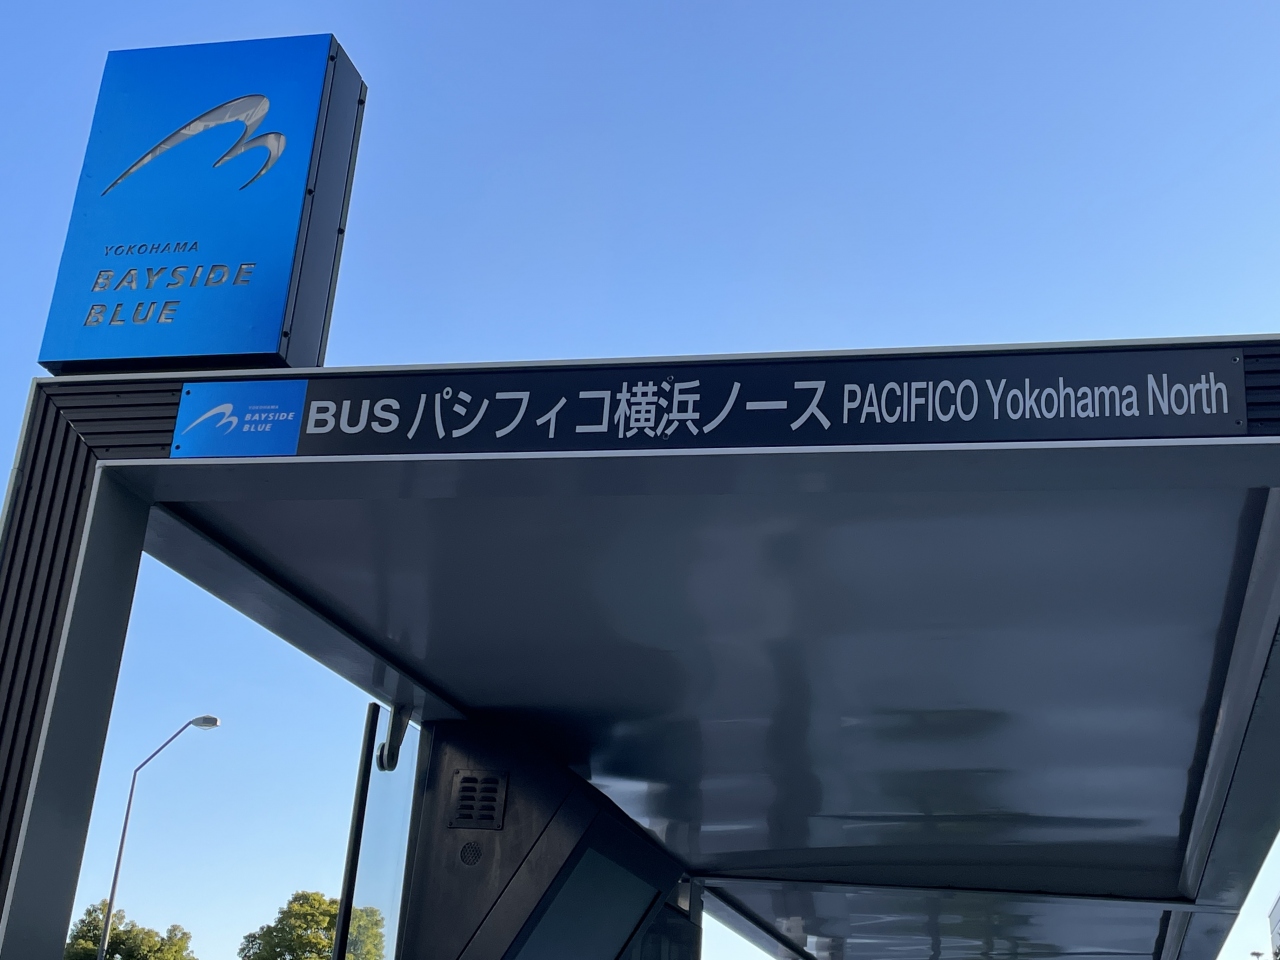 YOKOHAMA
BAYSIDE
BLUE
YOKOHAMA
BAYSIDE
BLUE
BUS パシフィコ横浜ノース PACIFICO Yokohama North